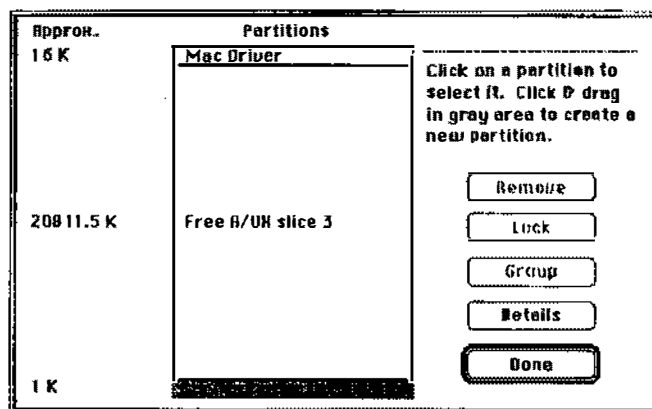 Approx.. Partitions
16 K Mac Driver
Click on a partition to
select it. Click & drag
in gray area to create a
new partition.
Remove
20811.5 K Free A/UX slice 3
Lock
Group
Details
Done
1 K